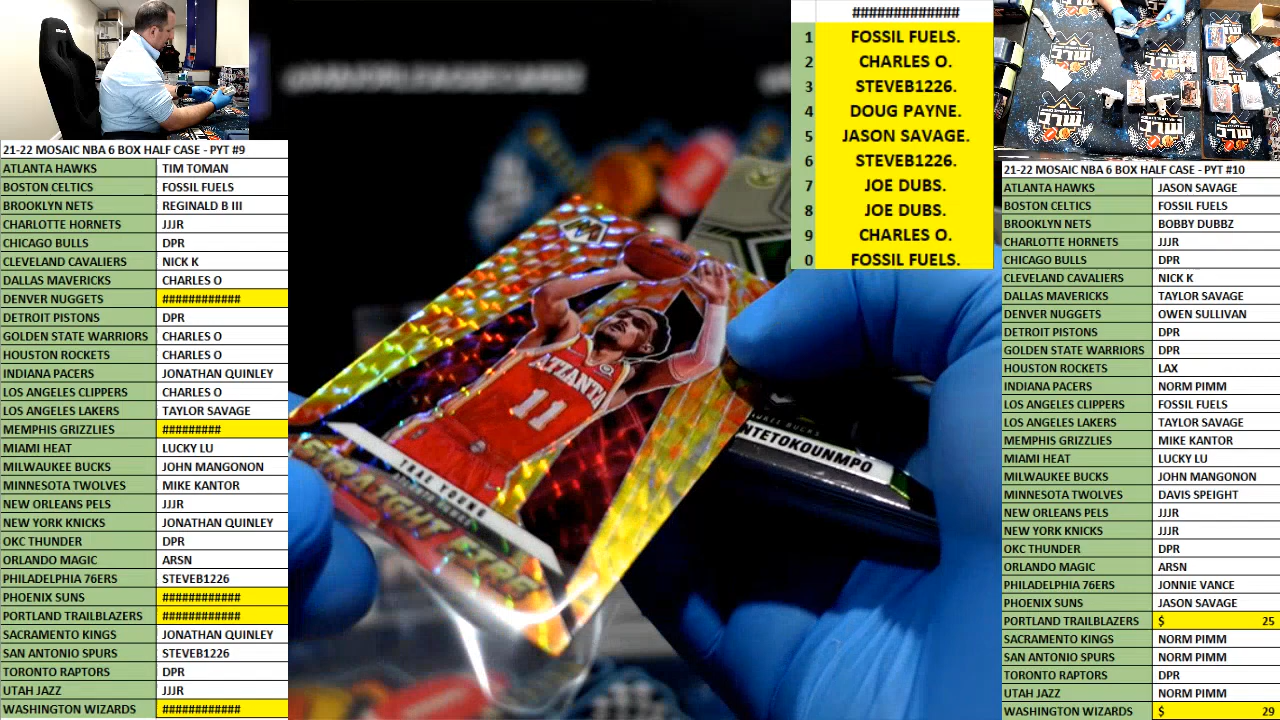 21-22 MOSAIC NBA 6 BOX HALF CASE - PYT #9
ATLANTA HAWKS TIM TOMAN
BOSTON CELTICS FOSSIL FUELS
BROOKLYN NETS REGINALD B III
CHARLOTTE HORNETS JJJR
CHICAGO BULLS DPR
CLEVELAND CAVALIERS NICK K
DALLAS MAVERICKS CHARLES O
DENVER NUGGETS ############
DETROIT PISTONS DPR
GOLDEN STATE WARRIORS CHARLES O
HOUSTON ROCKETS CHARLES O
INDIANA PACERS JONATHAN QUINLEY
LOS ANGELES CLIPPERS CHARLES O
LOS ANGELES LAKERS TAYLOR SAVAGE
MEMPHIS GRIZZLIES #########
MIAMI HEAT LUCKY LU
MILWAUKEE BUCKS JOHN MANGONON
MINNESOTA TWOLVES MIKE KANTOR
NEW ORLEANS PELS JJJR
NEW YORK KNICKS JONATHAN QUINLEY
OKC THUNDER DPR
ORLANDO MAGIC ARSN
PHILADELPHIA 76ERS STEVEB1226
PHOENIX SUNS ############
PORTLAND TRAILBLAZERS ############
SACRAMENTO KINGS JONATHAN QUINLEY
SAN ANTONIO SPURS STEVEB1226
TORONTO RAPTORS DPR
UTAH JAZZ JJJR
WASHINGTON WIZARDS ############
ATLANTA
11
TRAE YOUNG
ATLANTA HAWKS
STRAIGHT FIRE
BUCKS
NTETOKOUNMPO
#############
1 FOSSIL FUELS.
2 CHARLES O.
3 STEVEB1226.
4 DOUG PAYNE.
5 JASON SAVAGE.
6 STEVEB1226.
7 JOE DUBS.
8 JOE DUBS.
9 CHARLES O.
0 FOSSIL FUELS.
MLC
MLC
MLC
21-22 MOSAIC NBA 6 BOX HALF CASE - PYT #10
ATLANTA HAWKS JASON SAVAGE
BOSTON CELTICS FOSSIL FUELS
BROOKLYN NETS BOBBY DUBBZ
CHARLOTTE HORNETS JJJR
CHICAGO BULLS DPR
CLEVELAND CAVALIERS NICK K
DALLAS MAVERICKS TAYLOR SAVAGE
DENVER NUGGETS OWEN SULLIVAN
DETROIT PISTONS DPR
GOLDEN STATE WARRIORS DPR
HOUSTON ROCKETS LAX
INDIANA PACERS NORM PIMM
LOS ANGELES CLIPPERS FOSSIL FUELS
LOS ANGELES LAKERS TAYLOR SAVAGE
MEMPHIS GRIZZLIES MIKE KANTOR
MIAMI HEAT LUCKY LU
MILWAUKEE BUCKS JOHN MANGONON
MINNESOTA TWOLVES DAVIS SPEIGHT
NEW ORLEANS PELS JJJR
NEW YORK KNICKS JJJR
OKC THUNDER DPR
ORLANDO MAGIC ARSN
PHILADELPHIA 76ERS JONNIE VANCE
PHOENIX SUNS JASON SAVAGE
PORTLAND TRAILBLAZERS $ 25
SACRAMENTO KINGS NORM PIMM
SAN ANTONIO SPURS NORM PIMM
TORONTO RAPTORS DPR
UTAH JAZZ NORM PIMM
WASHINGTON WIZARDS $ 29